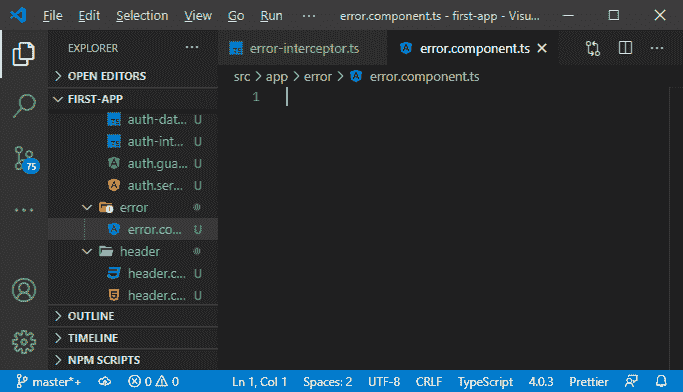 File Edit Selection View Go Run ··· error.component.ts - first-app - Visu...
EXPLORER ···
OPEN EDITORS
FIRST-APP
auth-dat... U
auth-int... U
auth.gua... U
auth.ser... U
error
error.co... U
header
header.c... U
header.c... U
OUTLINE
TIMELINE
NPM SCRIPTS
75
error-interceptor.ts error.component.ts
src > app > error > error.component.ts
1
master*+ 0 0 Ln 1, Col 1 Spaces: 2 UTF-8 CRLF TypeScript 4.0.3 Prettier